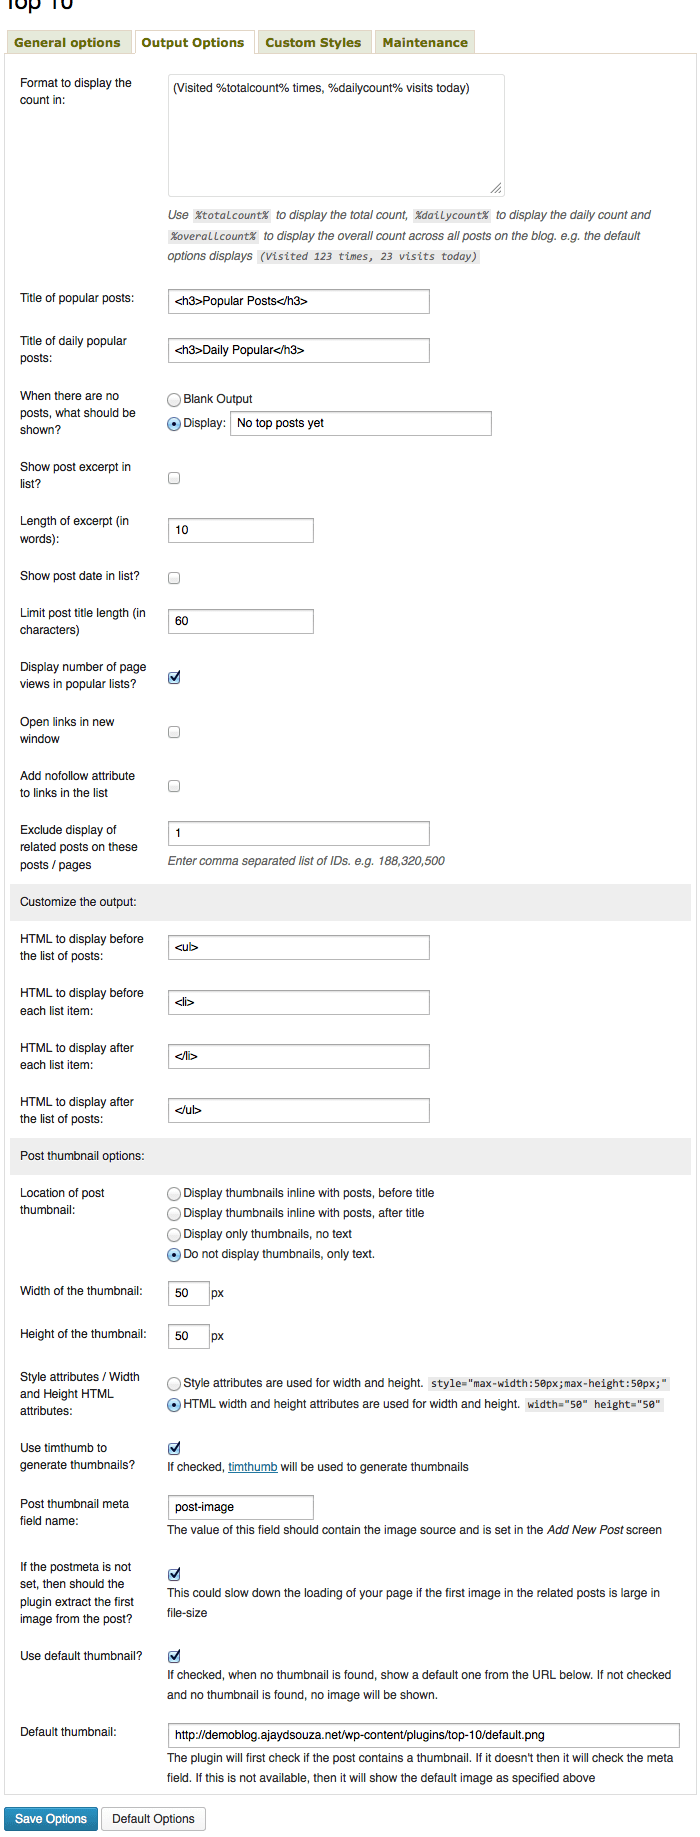 Top 10
General options Output Options Custom Styles Maintenance
Format to display the
count in:
(Visited %totalcount% times, %dailycount% visits today)
Use %totalcount% to display the total count, %dailycount% to display the daily count and
%overallcount% to display the overall count across all posts on the blog. e.g. the default
options displays (Visited 123 times, 23 visits today)
Title of popular posts:
<h3>Popular Posts</h3>
Title of daily popular
posts:
<h3>Daily Popular</h3>
When there are no
posts, what should be
shown?
Blank Output
Display: No top posts yet
Show post excerpt in
list?
Length of excerpt (in
words):
10
Show post date in list?
Limit post title length (in
characters)
60
Display number of page
views in popular lists?
Open links in new
window
Add nofollow attribute
to links in the list
Exclude display of
related posts on these
posts / pages
1
Enter comma separated list of IDs. e.g. 188,320,500
Customize the output:
HTML to display before
the list of posts:
<ul>
HTML to display before
each list item:
<li>
HTML to display after
each list item:
</li>
HTML to display after
the list of posts:
</ul>
Post thumbnail options:
Location of post
thumbnail:
Display thumbnails inline with posts, before title
Display thumbnails inline with posts, after title
Display only thumbnails, no text
Do not display thumbnails, only text.
Width of the thumbnail:
50 px
Height of the thumbnail:
50 px
Style attributes / Width
and Height HTML
attributes:
Style attributes are used for width and height. style="max-width:50px;max-height:50px;"
HTML width and height attributes are used for width and height. width="50" height="50"
Use timthumb to
generate thumbnails?
If checked, timthumb will be used to generate thumbnails
Post thumbnail meta
field name:
post-image
The value of this field should contain the image source and is set in the Add New Post screen
If the postmeta is not
set, then should the
plugin extract the first
image from the post?
This could slow down the loading of your page if the first image in the related posts is large in
file-size
Use default thumbnail?
If checked, when no thumbnail is found, show a default one from the URL below. If not checked
and no thumbnail is found, no image will be shown.
Default thumbnail:
http://demoblog.ajaydsouza.net/wp-content/plugins/top-10/default.png
The plugin will first check if the post contains a thumbnail. If it doesn't then it will check the meta
field. If this is not available, then it will show the default image as specified above
Save Options Default Options